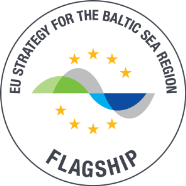 EU STRATEGY FOR THE BALTIC SEA REGION
FLAGSHIP